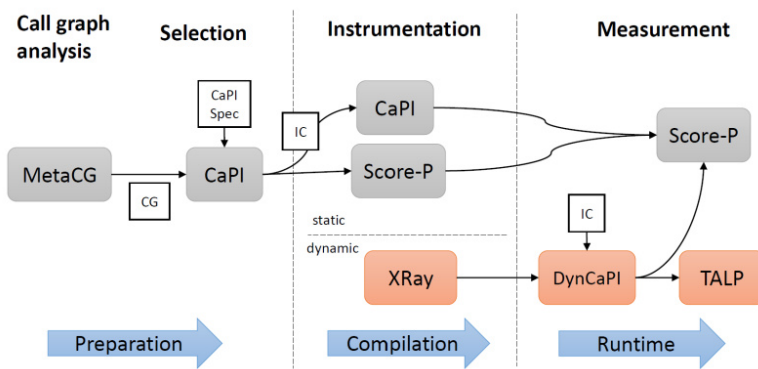 Call graph
analysis
Selection
Instrumentation
Measurement
CaPI
Spec
IC
CaPI
Score-P
MetaCG
CG
CaPI
Score-P
static
dynamic
IC
XRay
DynCaPI
TALP
Preparation
Compilation
Runtime